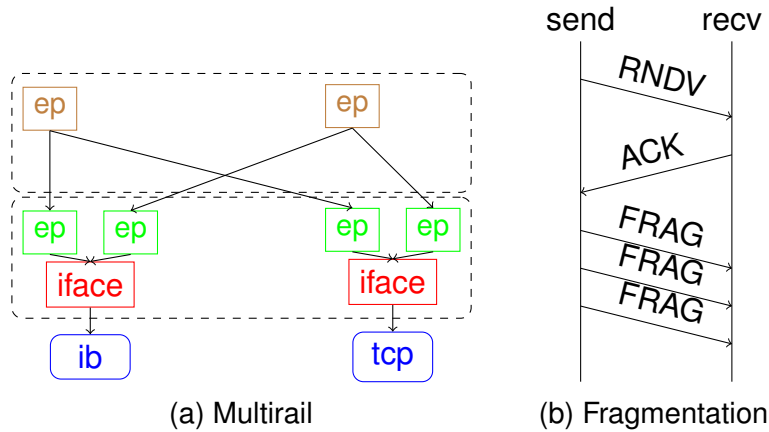 ep
ep
ep
ep
ep
ep
iface
iface
ib
tcp
(a) Multirail
send
recv
RNDV
ACK
FRAG
FRAG
FRAG
(b) Fragmentation